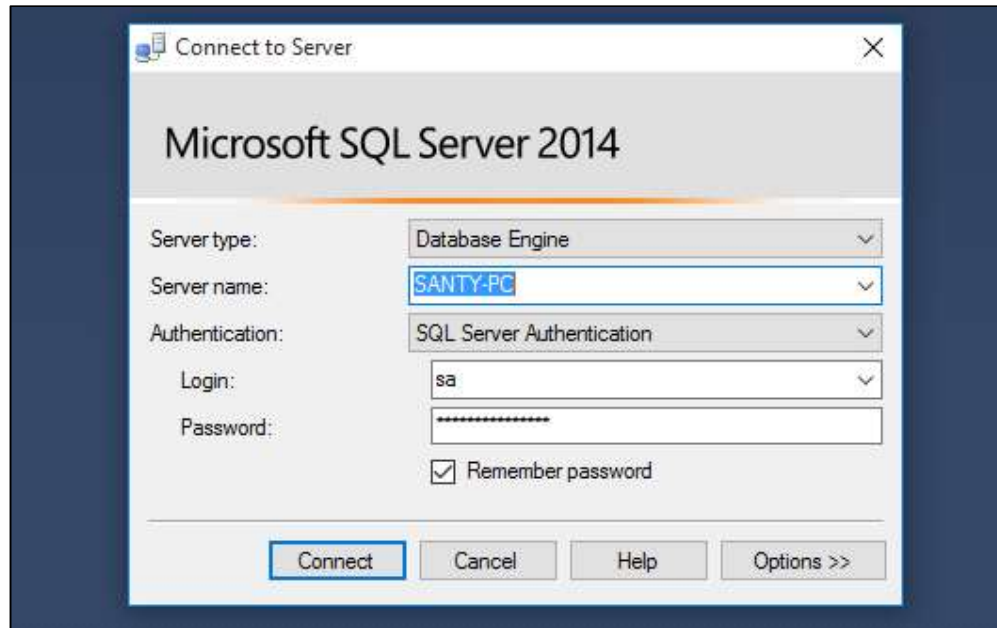 Connect to Server
Microsoft SQL Server 2014
Server type: Database Engine
Server name: SANTY-PC
Authentication: SQL Server Authentication
Login: sa
Password: ***************
Remember password
Connect Cancel Help Options >>